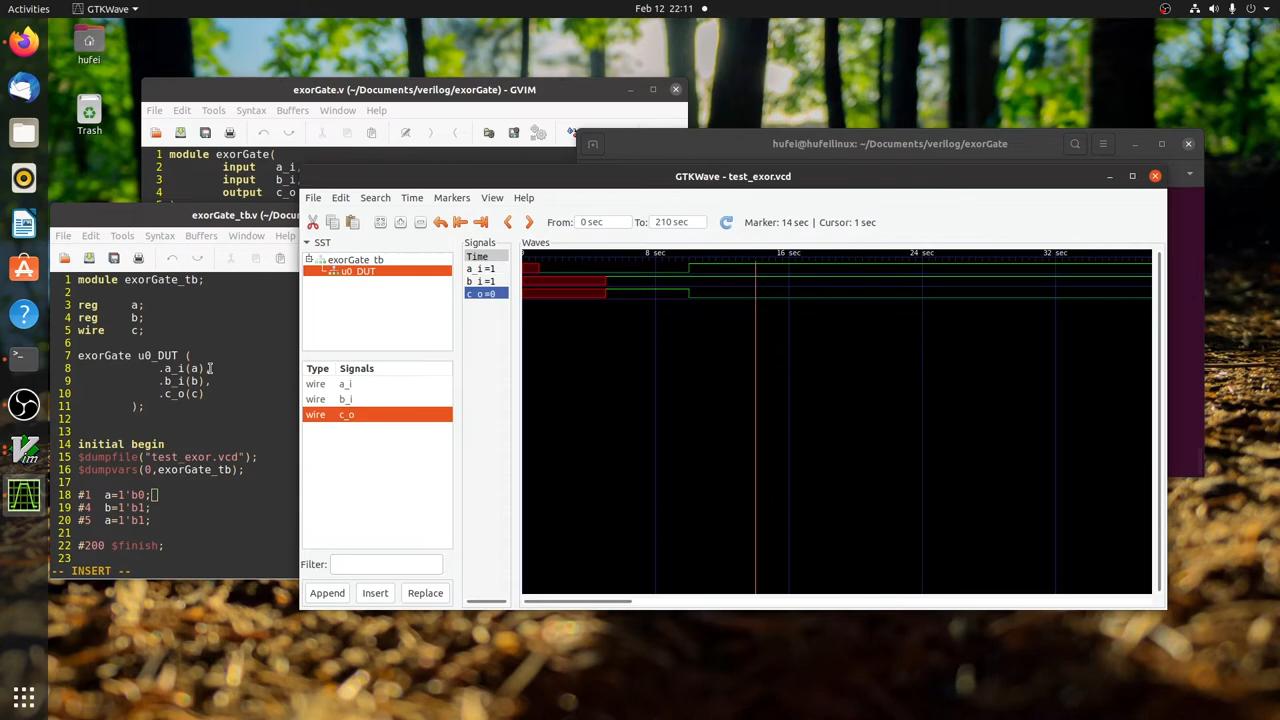 Activities
GTKWave
Feb 12 22:11
hufei
Trash
exorGate.v (~/Documents/verilog/exorGate) - GVIM
File Edit Tools Syntax Buffers Window Help
1 module exorGate(
2 input a_i,
3 input b_i,
4 output c_o
hufei@hufeilinux: ~/Documents/verilog/exorGate
exorGate_tb.v (~/Docum
File Edit Tools Syntax Buffers Window Help
1 module exorGate_tb;
2
3 reg a;
4 reg b;
5 wire c;
6
7 exorGate u0_DUT (
8 .a_i(a),
9 .b_i(b),
10 .c_o(c)
11 );
12
13
14 initial begin
15 $dumpfile("test_exor.vcd");
16 $dumpvars(0,exorGate_tb);
17
18 #1 a=1'b0;
19 #4 b=1'b1;
20 #5 a=1'b1;
21
22 #200 $finish;
23
-- INSERT --
GTKWave - test_exor.vcd
File Edit Search Time Markers View Help
From: 0 sec To: 210 sec Marker: 14 sec | Cursor: 1 sec
SST
exorGate_tb
u0_DUT
Type Signals
wire a_i
wire b_i
wire c_o
Filter:
Append Insert Replace
Signals
Time
a_i=1
b_i=1
c_o=0
Waves
8 sec 16 sec 24 sec 32 sec